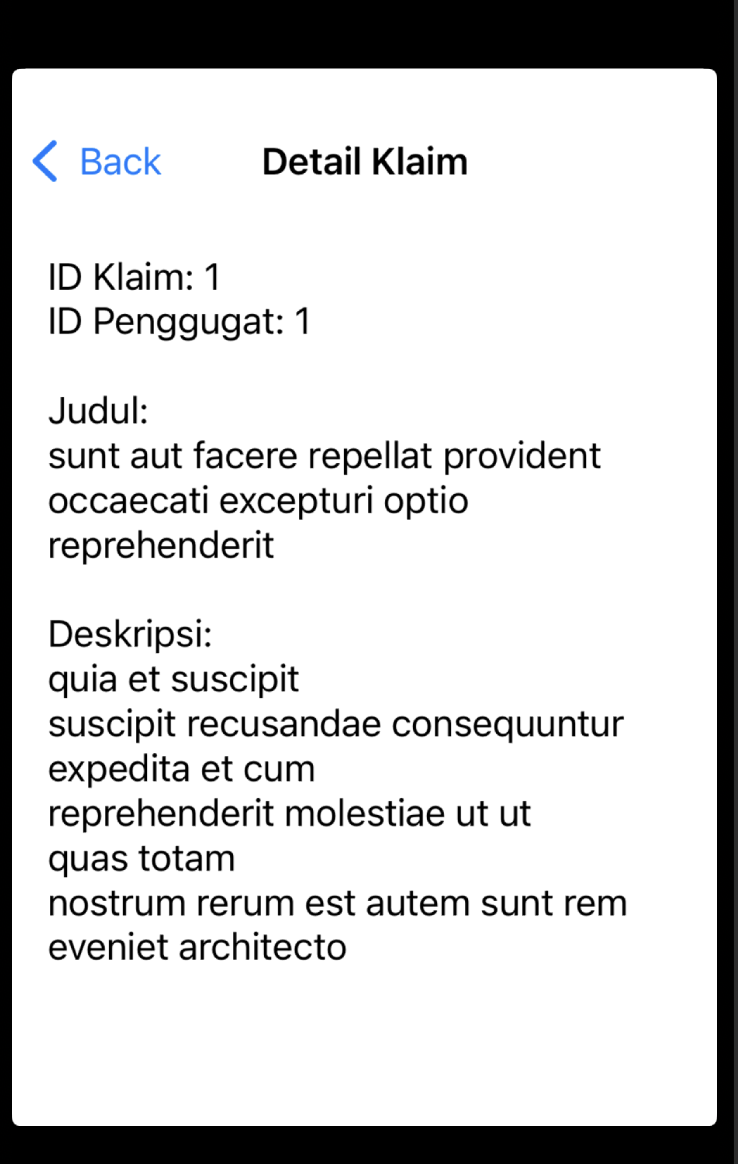 Back
Detail Klaim
ID Klaim: 1
ID Penggugat: 1
Judul:
sunt aut facere repellat provident
occaecati excepturi optio
reprehenderit
Deskripsi:
quia et suscipit
suscipit recusandae consequuntur
expedita et cum
reprehenderit molestiae ut ut
quas totam
nostrum rerum est autem sunt rem
eveniet architecto